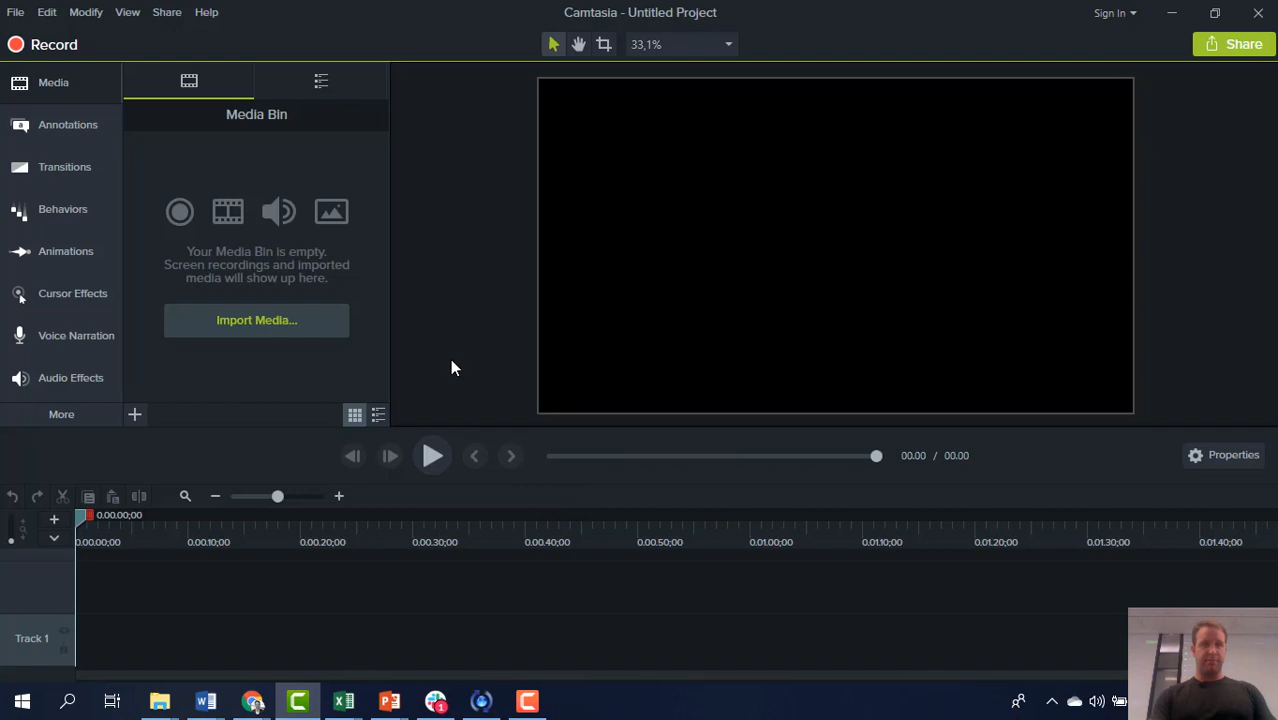 File Edit Modify View Share Help
Camtasia - Untitled Project
Sign In
Record
33,1%
Share
Media
Annotations
Transitions
Behaviors
Animations
Cursor Effects
Voice Narration
Audio Effects
More
Media Bin
Your Media Bin is empty.
Screen recordings and imported
media will show up here.
Import Media...
00.00 / 00.00
Properties
0.00.00;00
0.00.00;00 0.00.10;00 0.00.20;00 0.00.30;00 0.00.40;00 0.00.50;00 0.01.00;00 0.01.10;00 0.01.20;00 0.01.30;00 0.01.40;00
Track 1
1